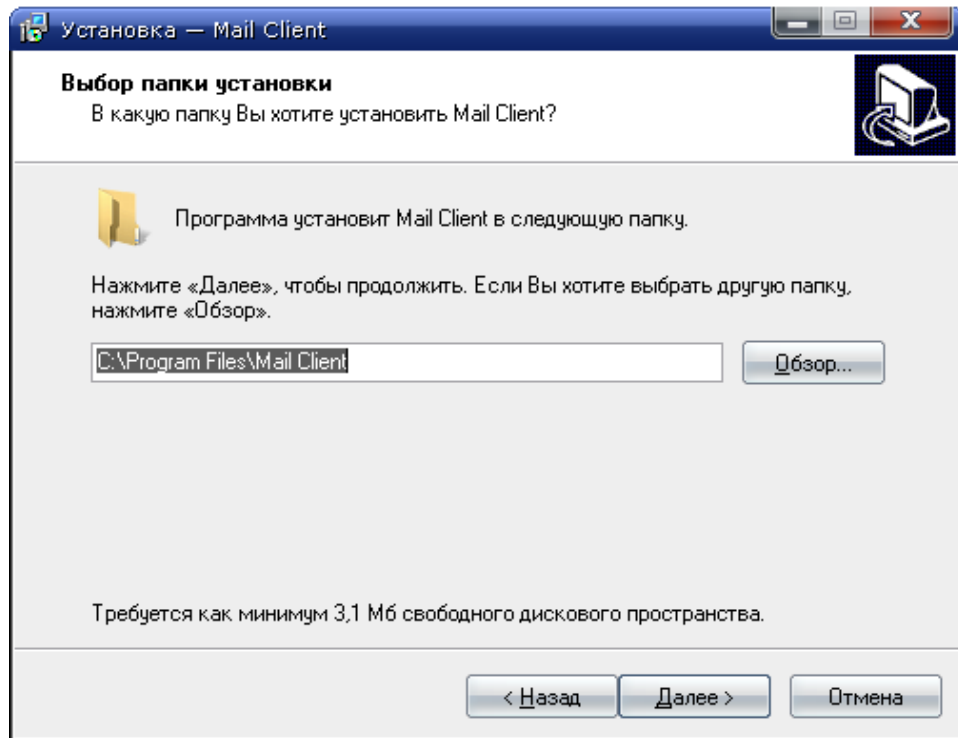 Установка — Mail Client
Выбор папки установки
В какую папку Вы хотите установить Mail Client?
Программа установит Mail Client в следующую папку.
Нажмите «Далее», чтобы продолжить. Если Вы хотите выбрать другую папку,
нажмите «Обзор».
C:\Program Files\Mail Client
Обзор...
Требуется как минимум 3,1 Мб свободного дискового пространства.
< Назад
Далее >
Отмена